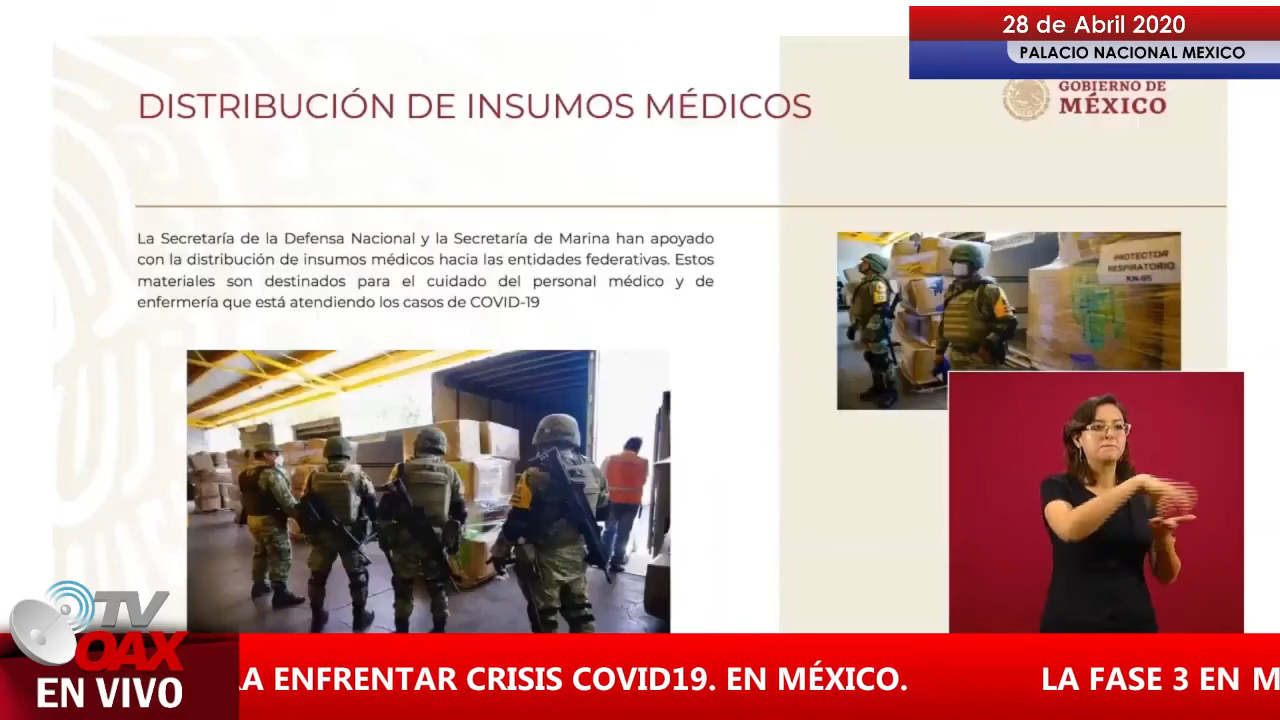 28 de Abril 2020
PALACIO NACIONAL MEXICO
GOBIERNO DE
MÉXICO
DISTRIBUCIÓN DE INSUMOS MÉDICOS
La Secretaría de la Defensa Nacional y la Secretaría de Marina han apoyado
con la distribución de insumos médicos hacia las entidades federativas. Estos
materiales son destinados para el cuidado del personal médico y de
enfermería que está atendiendo los casos de COVID-19
PROTECTOR
RESPIRATORIO
KN-95
TV
OAX
EN VIVO
RA ENFRENTAR CRISIS COVID19. EN MÉXICO. LA FASE 3 EN M